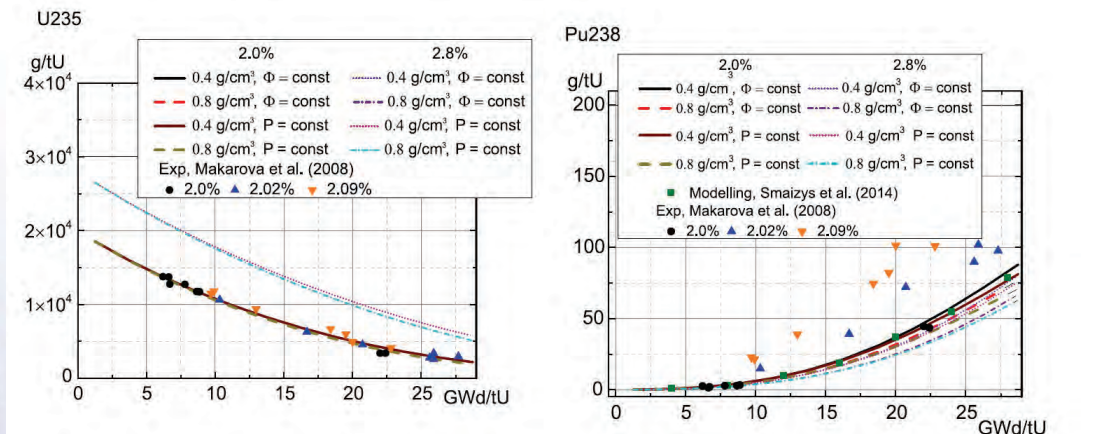 U235
2.0% 2.8%
g/tU
0.4 g/cm³, Φ = const 0.4 g/cm³, Φ = const
0.8 g/cm³, Φ = const 0.8 g/cm³, Φ = const
0.4 g/cm³, P = const 0.4 g/cm³, P = const
0.8 g/cm³, P = const 0.8 g/cm³, P = const
Exp, Makarova et al. (2008)
2.0% 2.02% 2.09%
4×10⁴
3×10⁴
2×10⁴
1×10⁴
0
0 5 10 15 20 25
GWd/tU
Pu238
2.0% 2.8%
g/tU
0.4 g/cm³, Φ = const 0.4 g/cm³, Φ = const
0.8 g/cm³, Φ = const 0.8 g/cm³, Φ = const
0.4 g/cm³, P = const 0.4 g/cm³ P = const
0.8 g/cm³, P = const 0.8 g/cm³, P = const
Modelling, Smaizys et al. (2014)
Exp, Makarova et al. (2008)
2.0% 2.02% 2.09%
200
150
100
50
0
0 5 10 15 20 25
GWd/tU